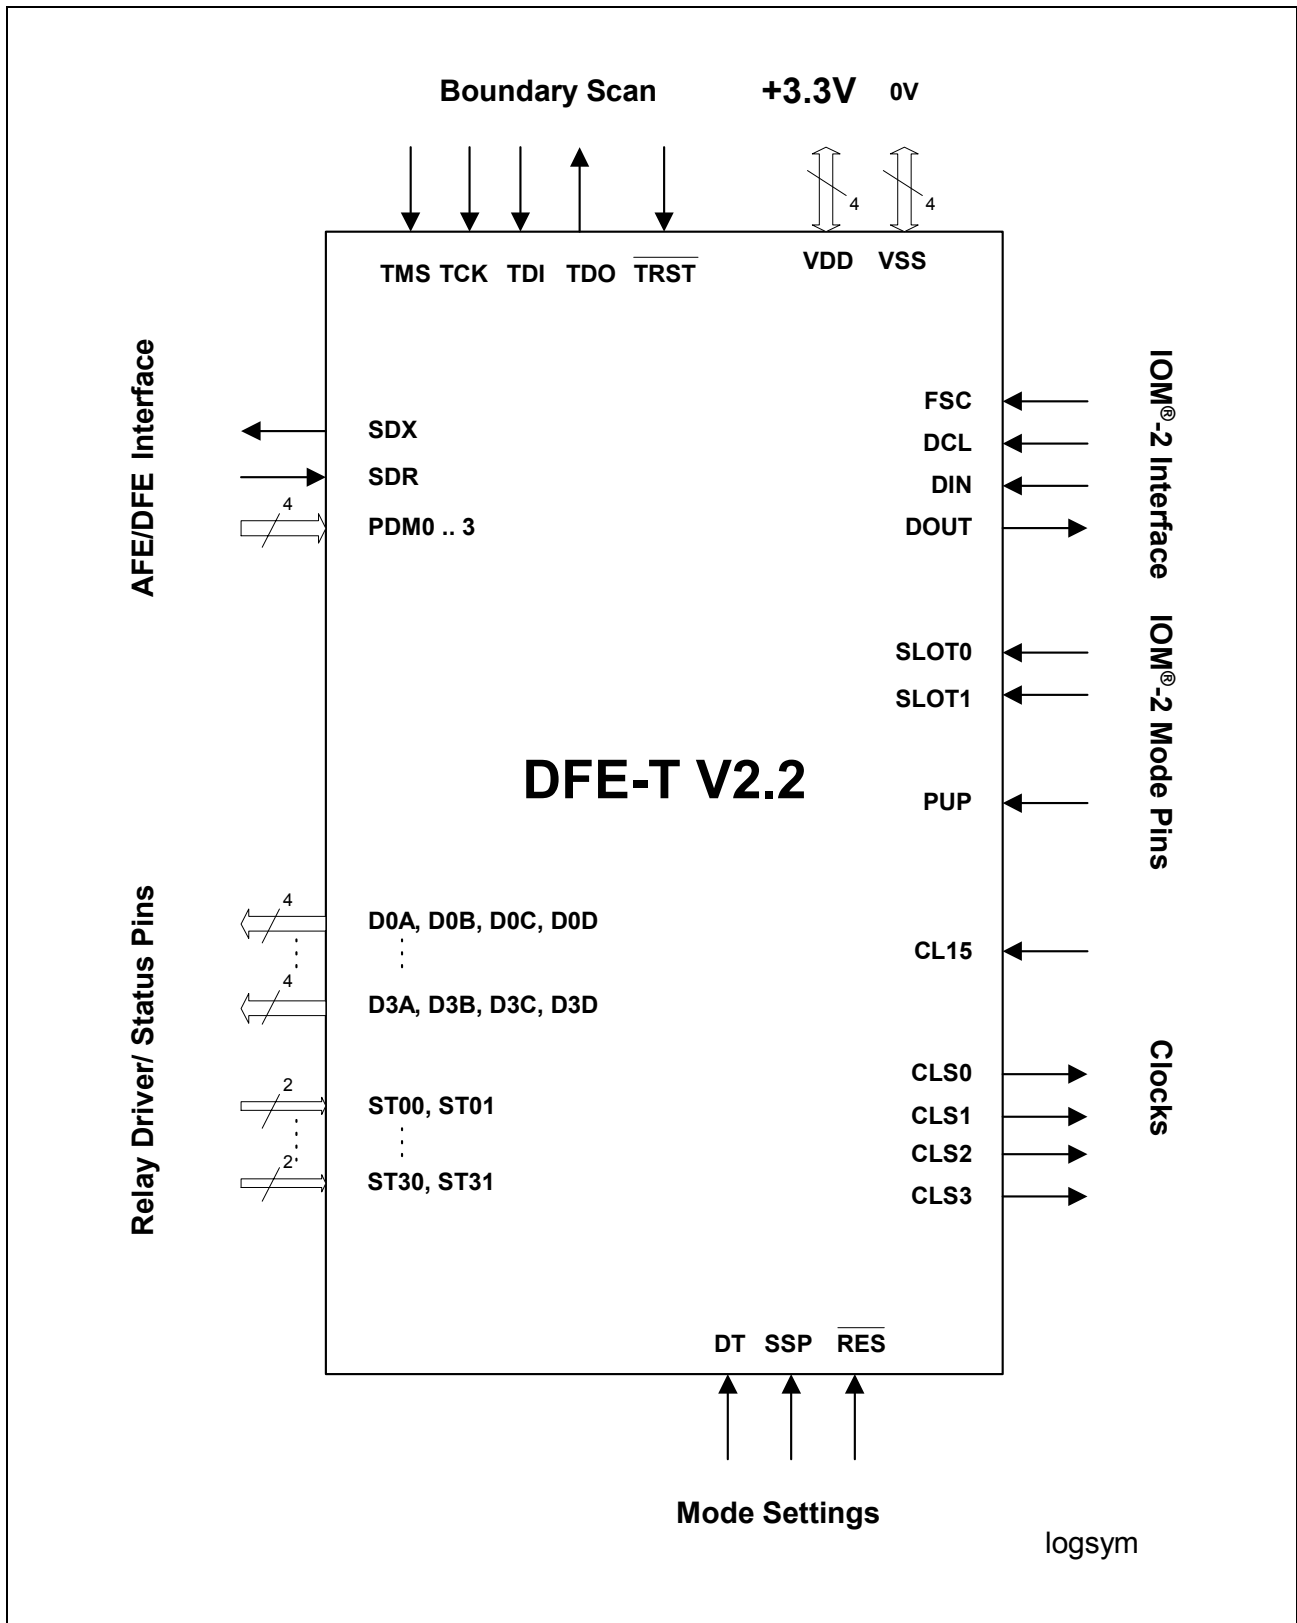 Boundary Scan +3.3V 0V
4 4
TMS TCK TDI TDO TRST VDD VSS
AFE/DFE Interface
SDX
SDR
4
PDM0 .. 3
FSC
DCL
DIN
DOUT
IOM®-2 Interface
SLOT0
SLOT1
PUP
IOM®-2 Mode Pins
DFE-T V2.2
Relay Driver/ Status Pins
4
D0A, D0B, D0C, D0D
4
D3A, D3B, D3C, D3D
2
ST00, ST01
2
ST30, ST31
CL15
CLS0
CLS1
CLS2
CLS3
Clocks
DT SSP RES
Mode Settings
logsym